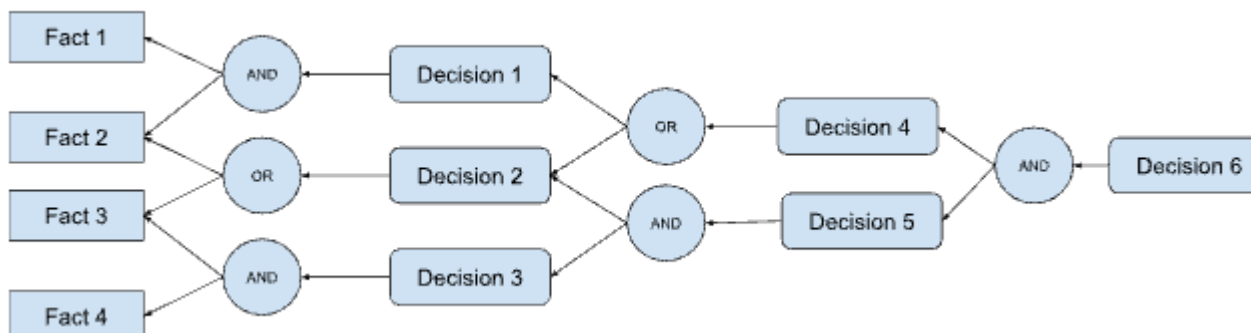 Fact 1
AND
Decision 1
OR
Decision 4
AND
Decision 6
Fact 2
OR
Decision 2
Fact 3
AND
Decision 5
AND
Decision 3
Fact 4